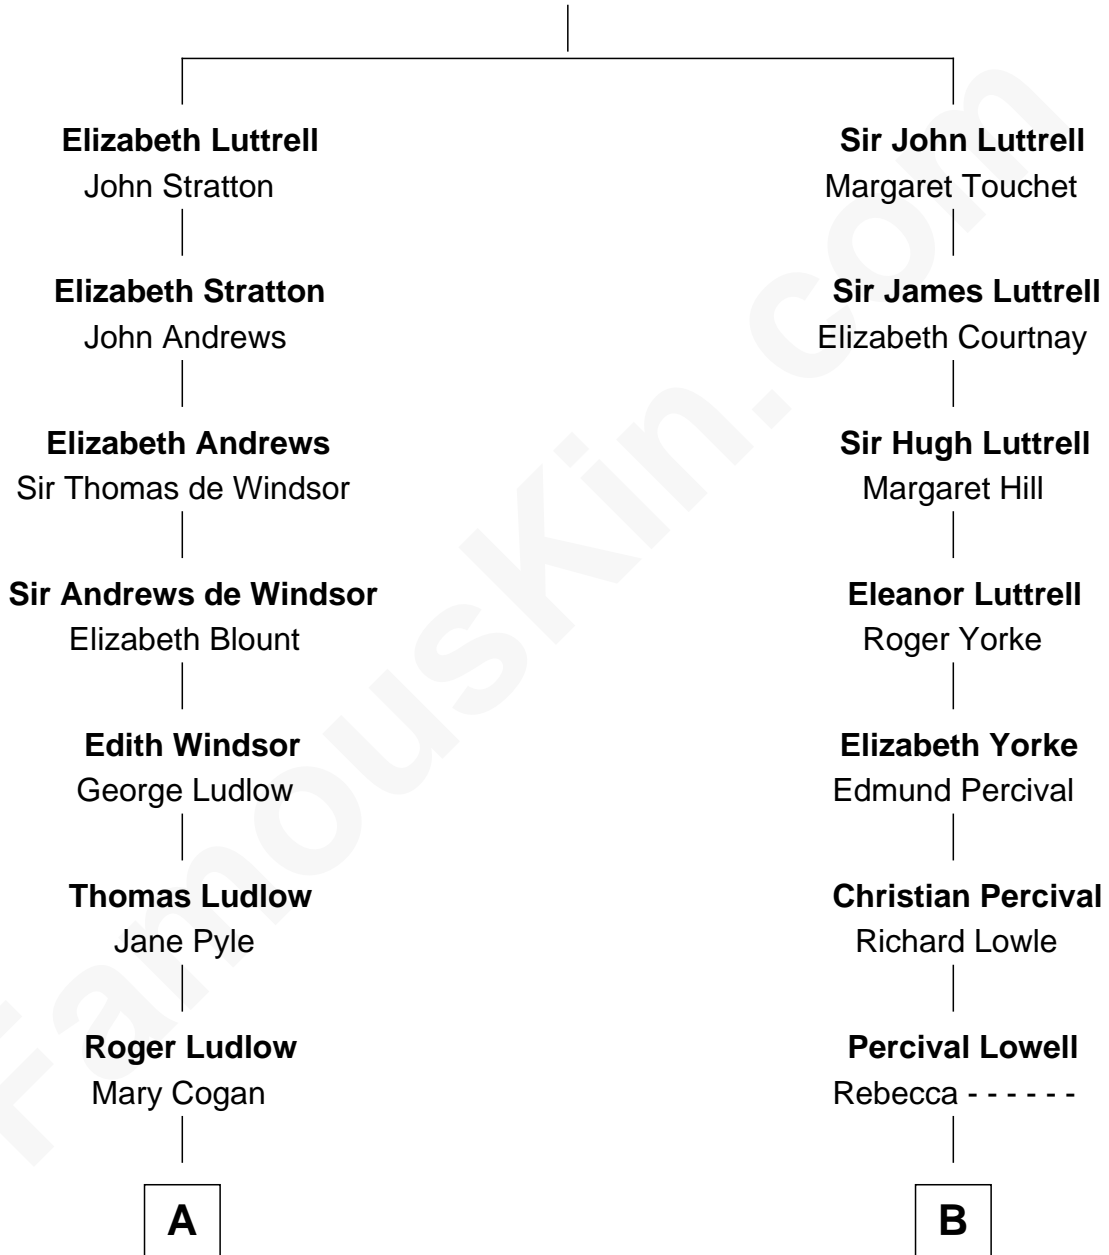 Elizabeth Luttrell
John Stratton
Elizabeth Stratton
John Andrews
Elizabeth Andrews
Sir Thomas de Windsor
Sir Andrews de Windsor
Elizabeth Blount
Edith Windsor
George Ludlow
Thomas Ludlow
Jane Pyle
Roger Ludlow
Mary Cogan
A
Sir John Luttrell
Margaret Touchet
Sir James Luttrell
Elizabeth Courtnay
Sir Hugh Luttrell
Margaret Hill
Eleanor Luttrell
Roger Yorke
Elizabeth Yorke
Edmund Percival
Christian Percival
Richard Lowle
Percival Lowell
Rebecca - - - - - -
B
FamousKin.com